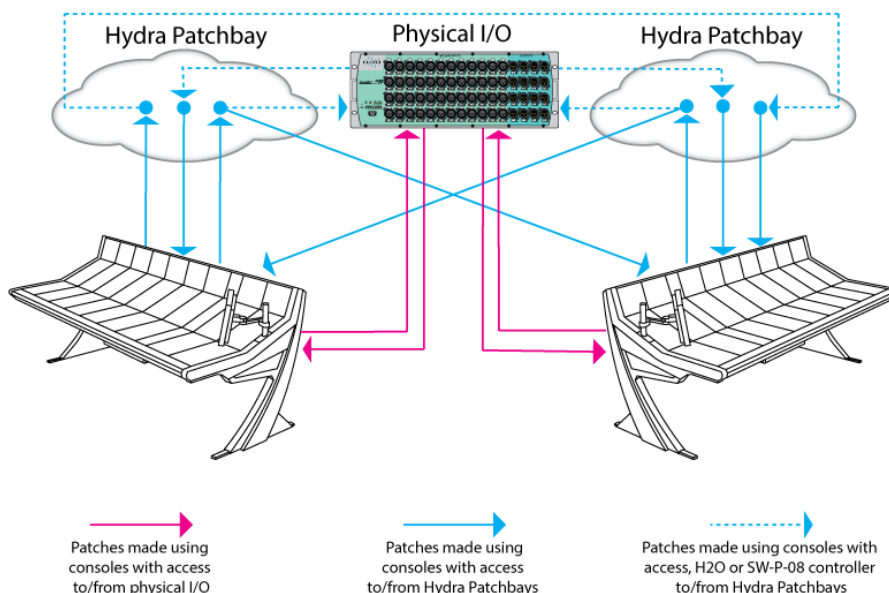 Hydra Patchbay
Physical I/O
Hydra Patchbay
Patches made using
consoles with access
to/from physical I/O
Patches made using
consoles with access
to/from Hydra Patchbays
Patches made using consoles with
access, H2O or SW-P-08 controller
to/from Hydra Patchbays